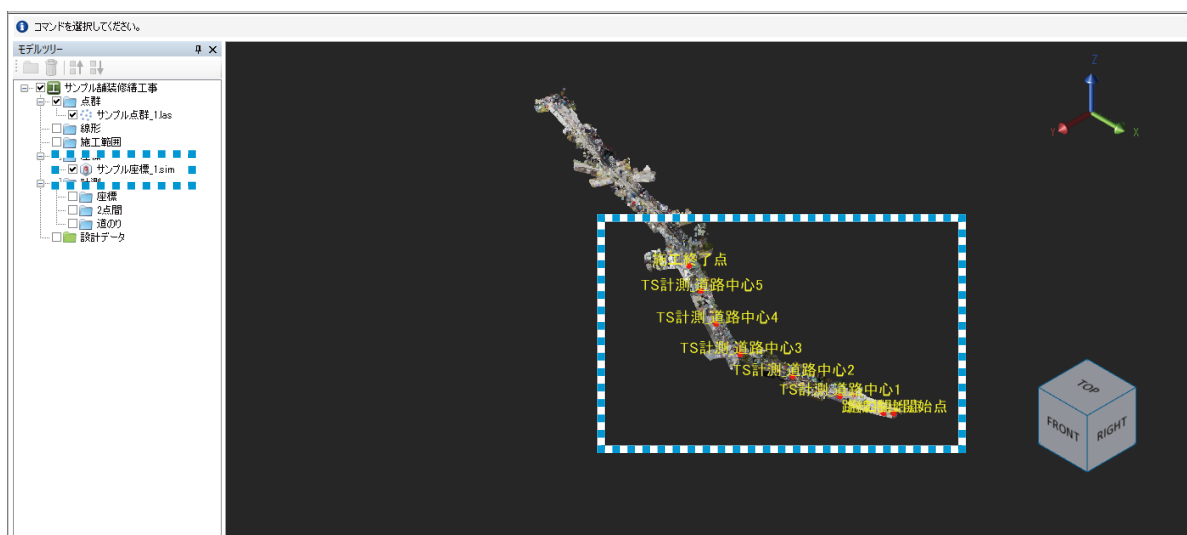 コマンドを選択してください。
モデルツリー
サンプル舗装修繕工事
点群
サンプル点群_1.las
線形
施工範囲
サンプル座標_1.sim
座標
2点間
道のり
設計データ
Z
Y
X
施工終了点
TS計測_道路中心5
TS計測_道路中心4
TS計測_道路中心3
TS計測_道路中心2
TS計測_道路中心1
TOP
FRONT
RIGHT